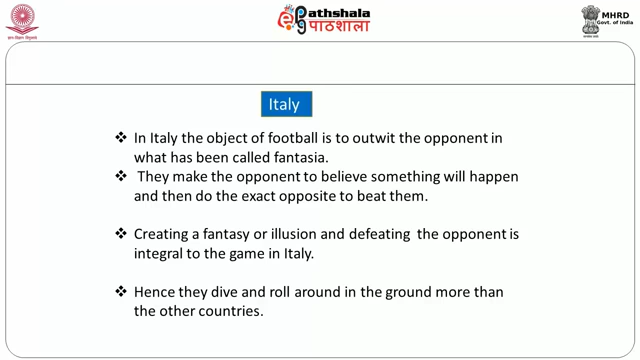 ePathshala
पाठशाला
MHRD
Govt. of India
Italy
❖ In Italy the object of football is to outwit the opponent in
what has been called fantasia.
❖ They make the opponent to believe something will happen
and then do the exact opposite to beat them.
❖ Creating a fantasy or illusion and defeating the opponent is
integral to the game in Italy.
❖ Hence they dive and roll around in the ground more than
the other countries.